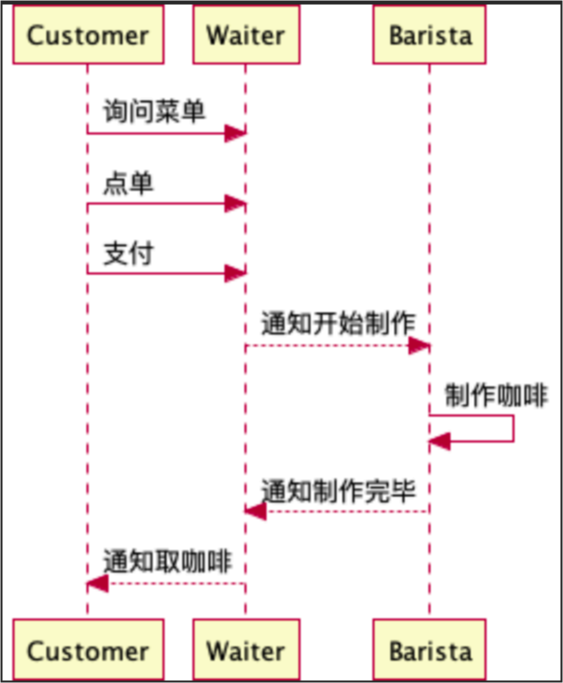 Customer Waiter Barista
询问菜单
点单
支付
通知开始制作
制作咖啡
通知制作完毕
通知取咖啡
Customer Waiter Barista